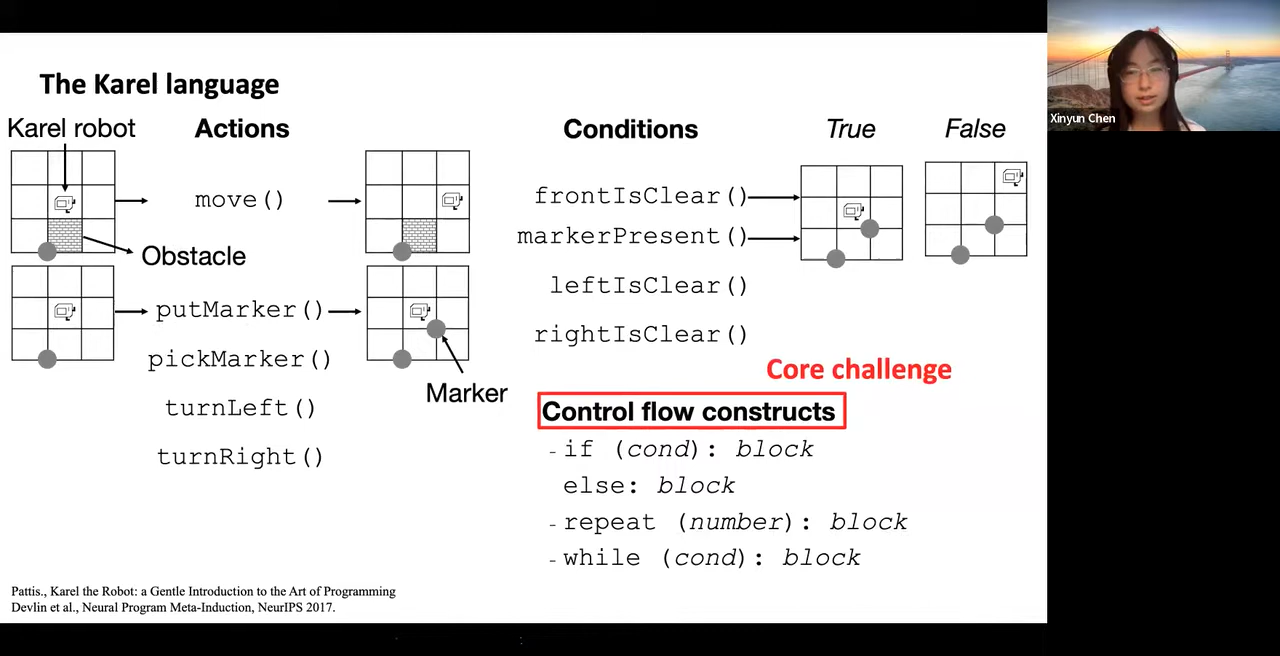 The Karel language
Karel robot
Actions
move()
Obstacle
putMarker()
pickMarker()
Marker
turnLeft()
turnRight()
Conditions
True
False
frontIsClear()
markerPresent()
leftIsClear()
rightIsClear()
Core challenge
Control flow constructs
- if (cond): block
else: block
- repeat (number): block
- while (cond): block
Pattis., Karel the Robot: a Gentle Introduction to the Art of Programming
Devlin et al., Neural Program Meta-Induction, NeurIPS 2017.
Xinyun Chen